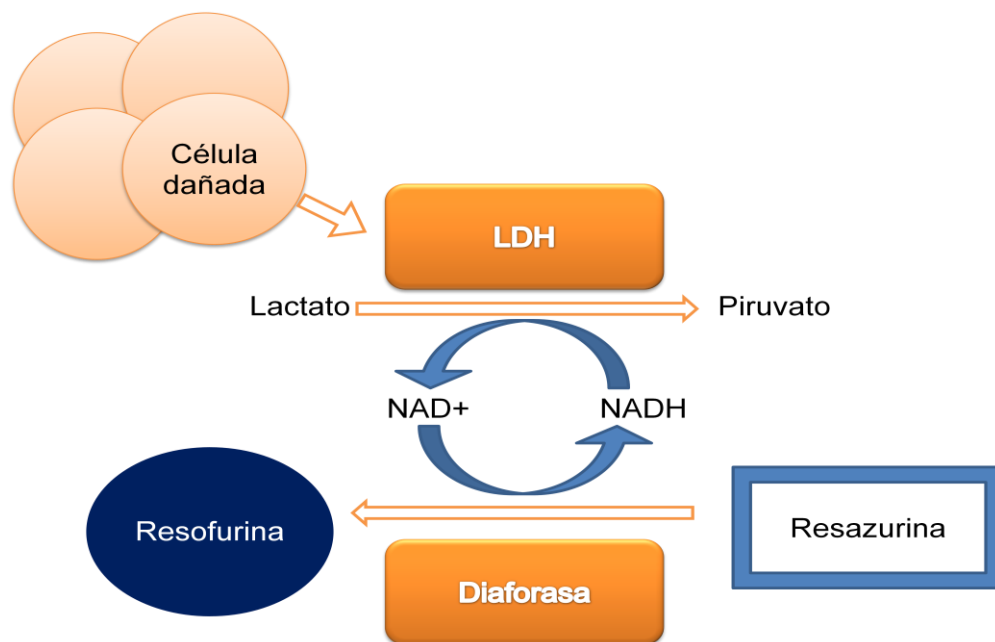 Célula
dañada
LDH
Lactato
Piruvato
NAD+
NADH
Resofurina
Resazurina
Diaforasa